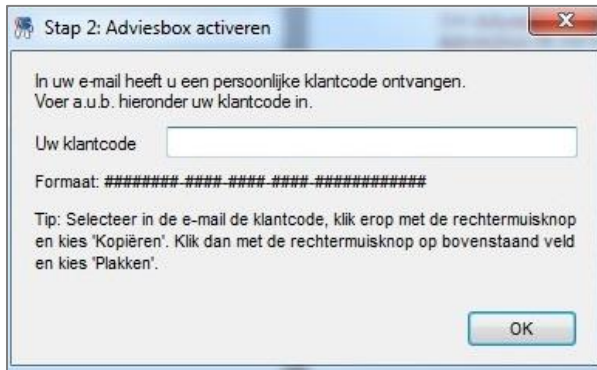 Stap 2: Adviesbox activeren
In uw e-mail heeft u een persoonlijke klantcode ontvangen.
Voer a.u.b. hieronder uw klantcode in.
Uw klantcode
Formaat: ########-####-####-####-############
Tip: Selecteer in de e-mail de klantcode, klik erop met de rechtermuisknop
en kies 'Kopiëren'. Klik dan met de rechtermuisknop op bovenstaand veld
en kies 'Plakken'.
OK